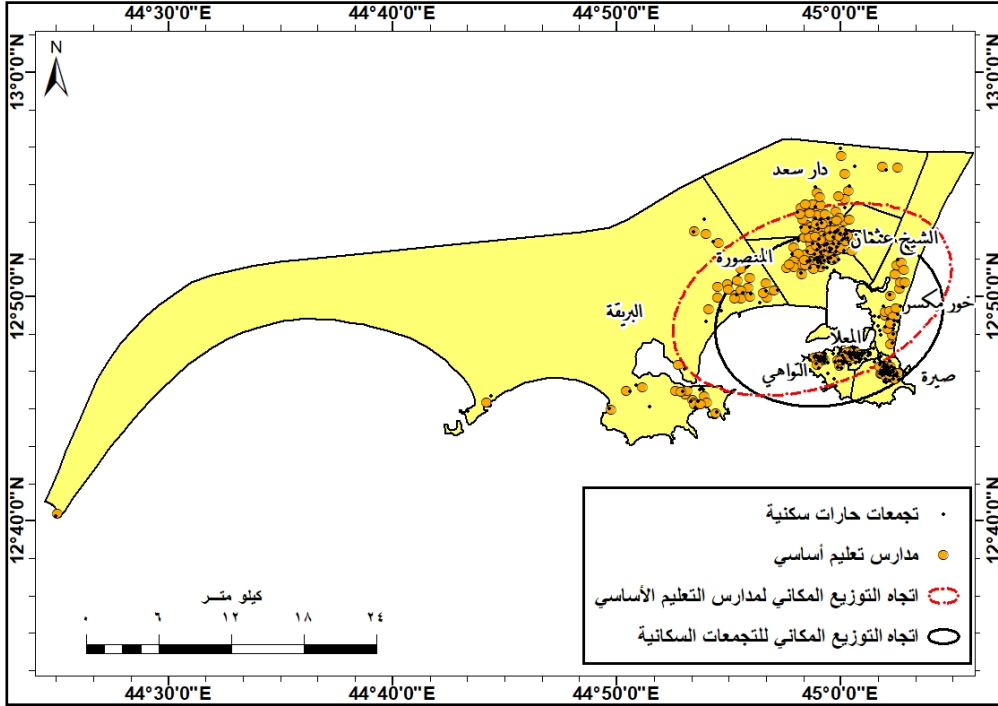 44°30'0"E 44°40'0"E 44°50'0"E 45°0'0"E
13°0'0"N 13°0'0"N
N
دار سعد
الشيخ عثمان
المنصورة
12°50'0"N 12°50'0"N
خور مكسر
البريقة
المعلا
التواهي
صيرة
12°40'0"N 12°40'0"N
تجمعات حارات سكنية
مدارس تعليم أساسي
اتجاه التوزيع المكاني لمدارس التعليم الأساسي
اتجاه التوزيع المكاني للتجمعات السكانية
كيلو متـــر
٠ ٦ ١٢ ١٨ ٢٤
44°30'0"E 44°40'0"E 44°50'0"E 45°0'0"E